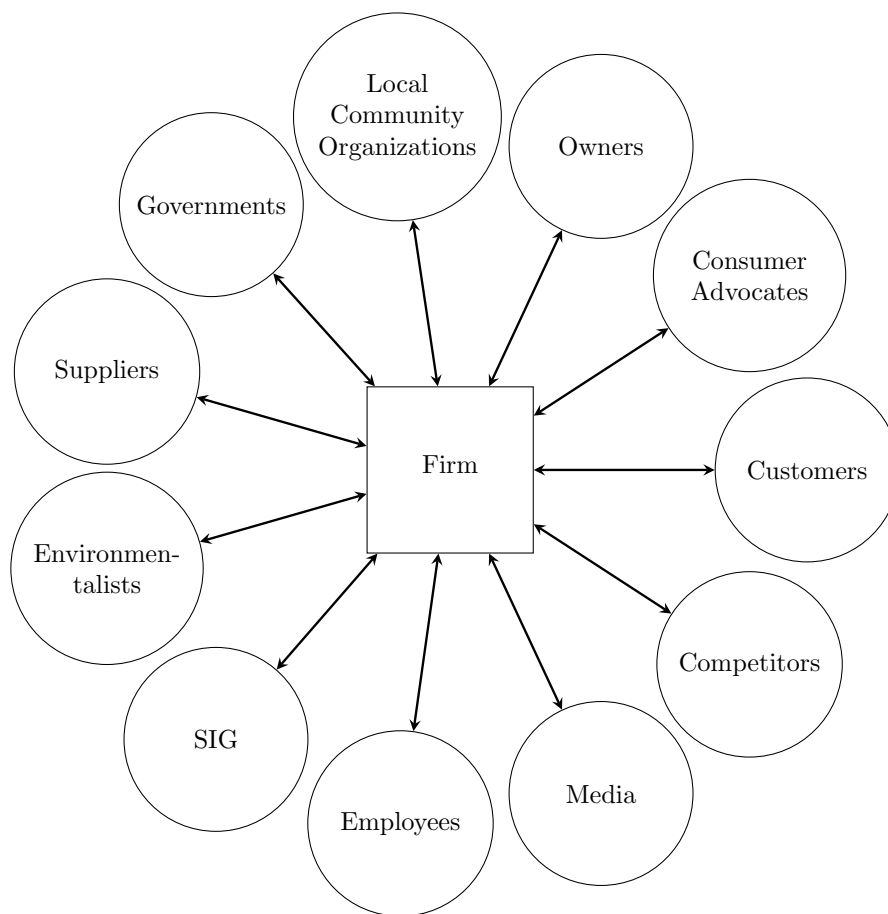 Local
Community
Organizations
Owners
Governments
Consumer
Advocates
Suppliers
Firm
Customers
Environmen-
talists
Competitors
SIG
Media
Employees